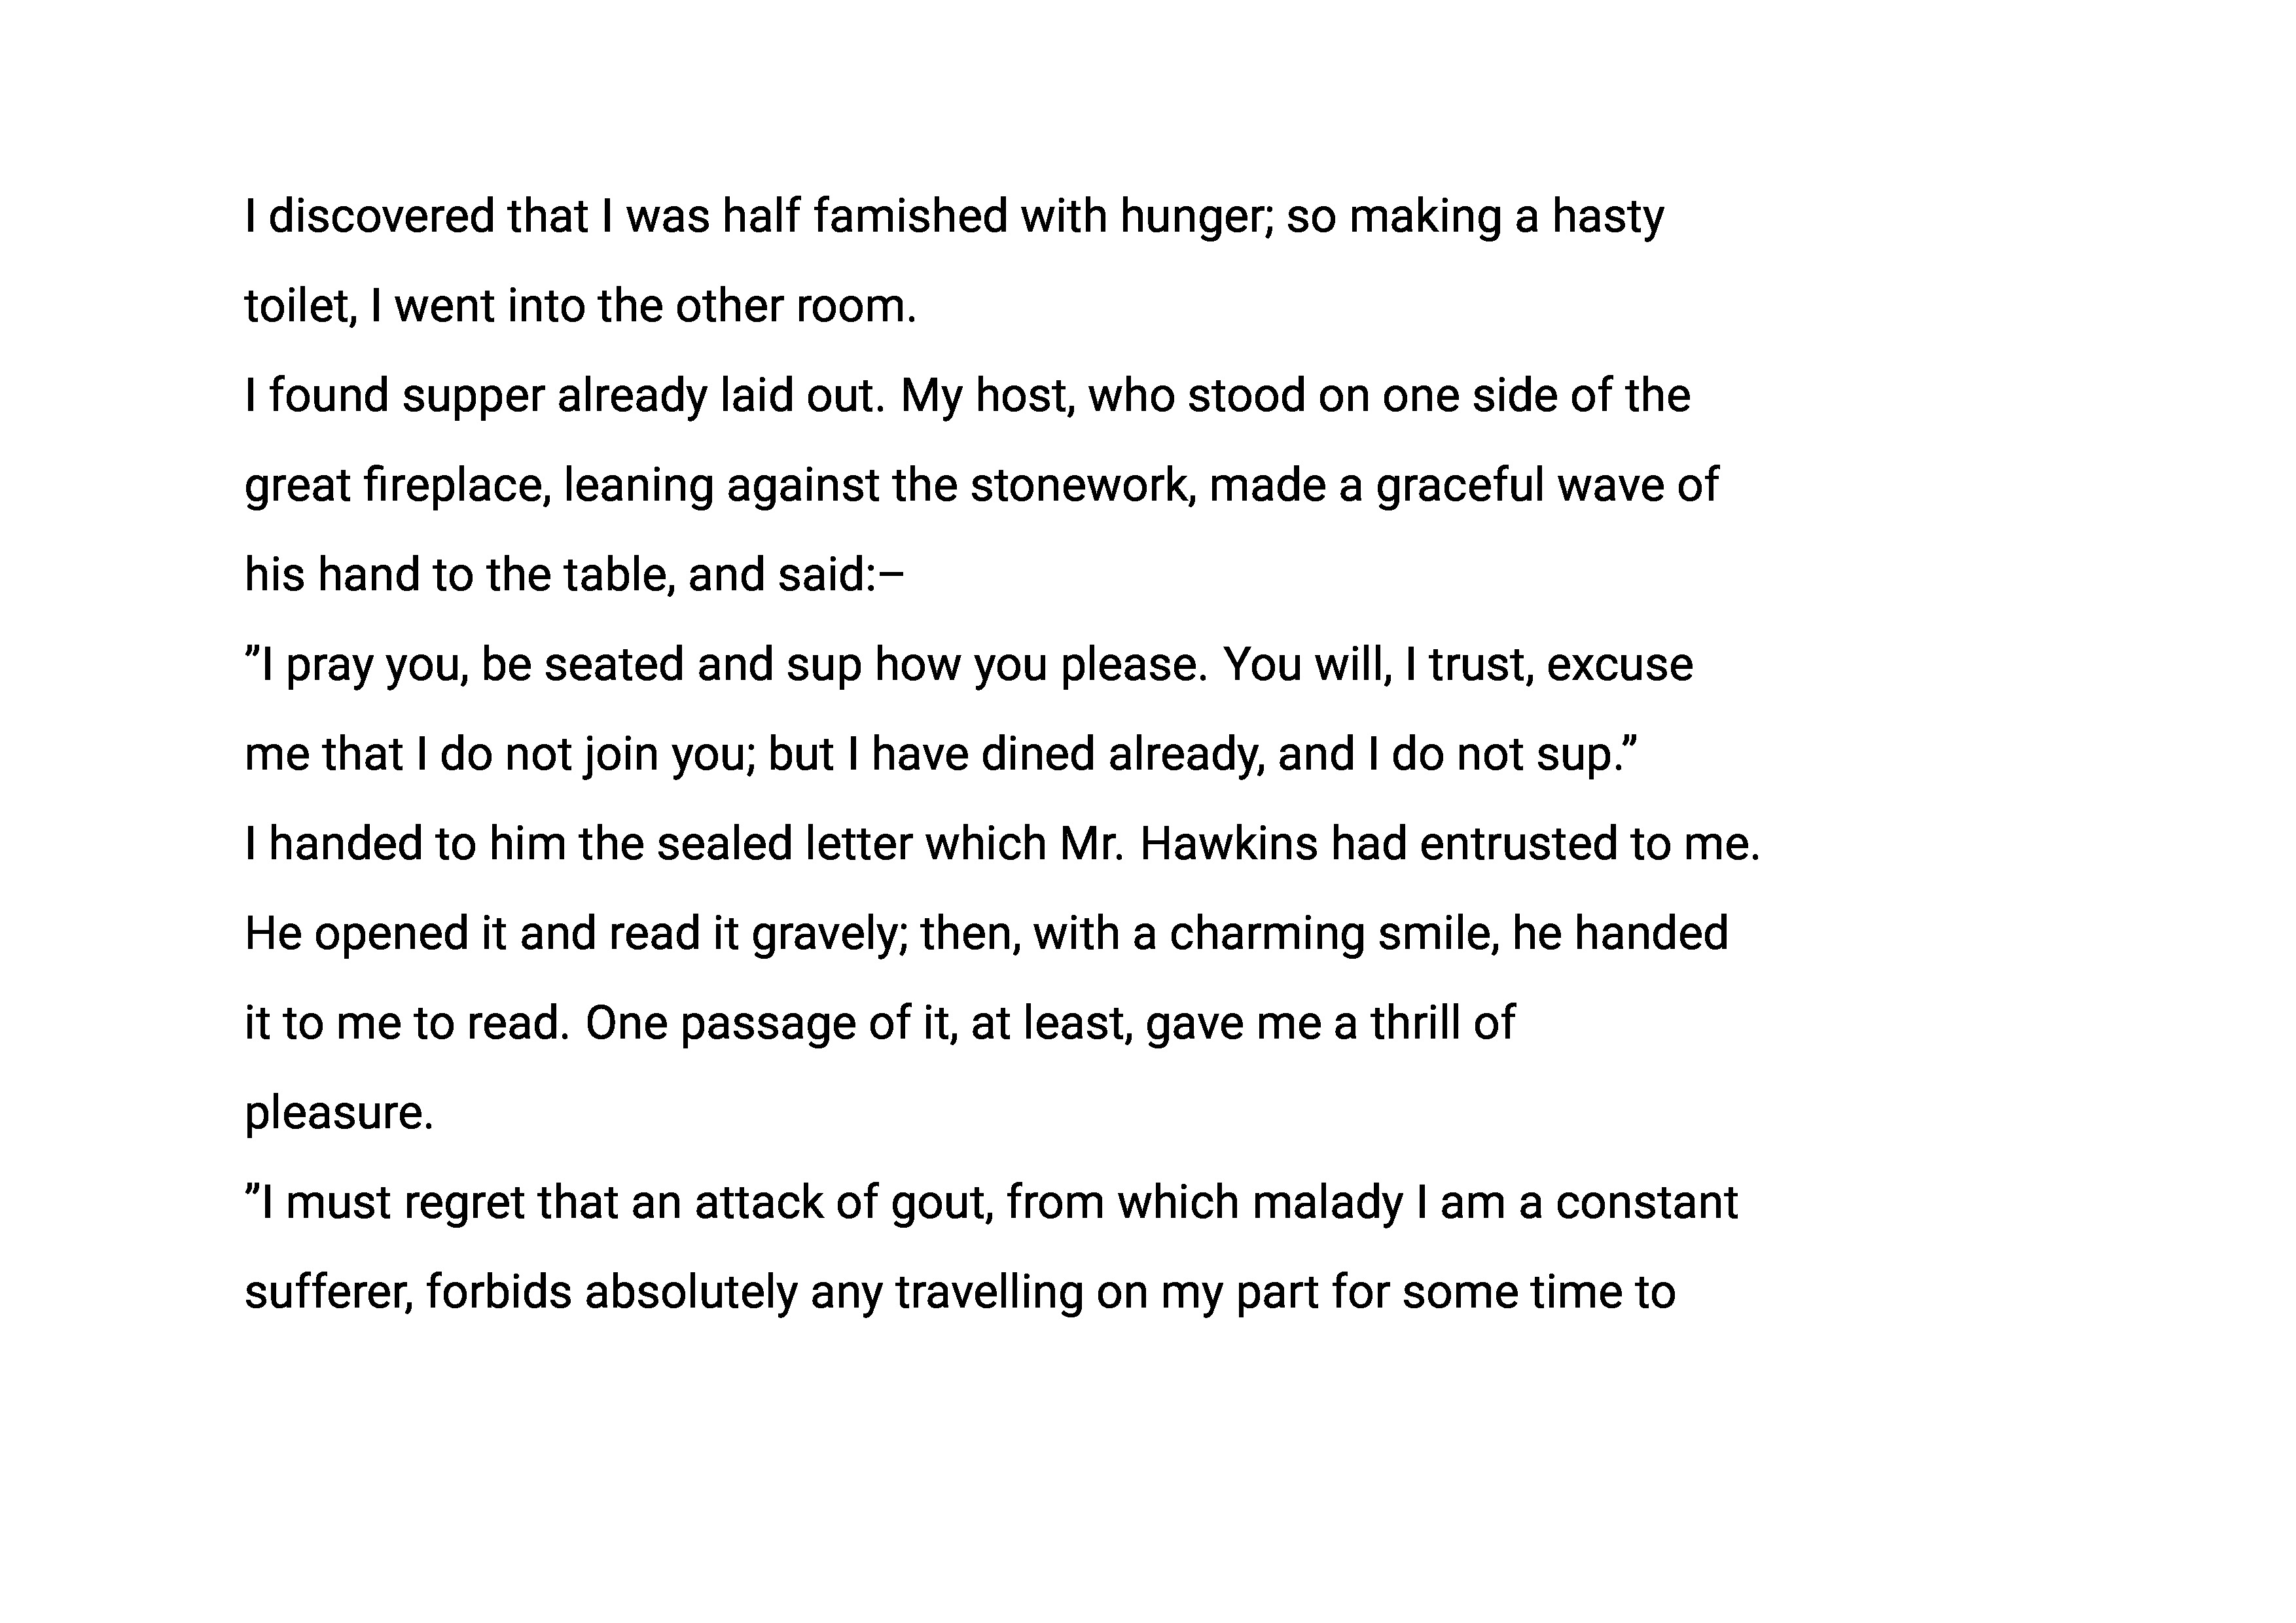 I discovered that I was half famished with hunger; so making a hasty
toilet, I went into the other room.
I found supper already laid out. My host, who stood on one side of the
great fireplace, leaning against the stonework, made a graceful wave of
his hand to the table, and said:–
”I pray you, be seated and sup how you please. You will, I trust, excuse
me that I do not join you; but I have dined already, and I do not sup.”
I handed to him the sealed letter which Mr. Hawkins had entrusted to me.
He opened it and read it gravely; then, with a charming smile, he handed
it to me to read. One passage of it, at least, gave me a thrill of
pleasure.
”I must regret that an attack of gout, from which malady I am a constant
sufferer, forbids absolutely any travelling on my part for some time to